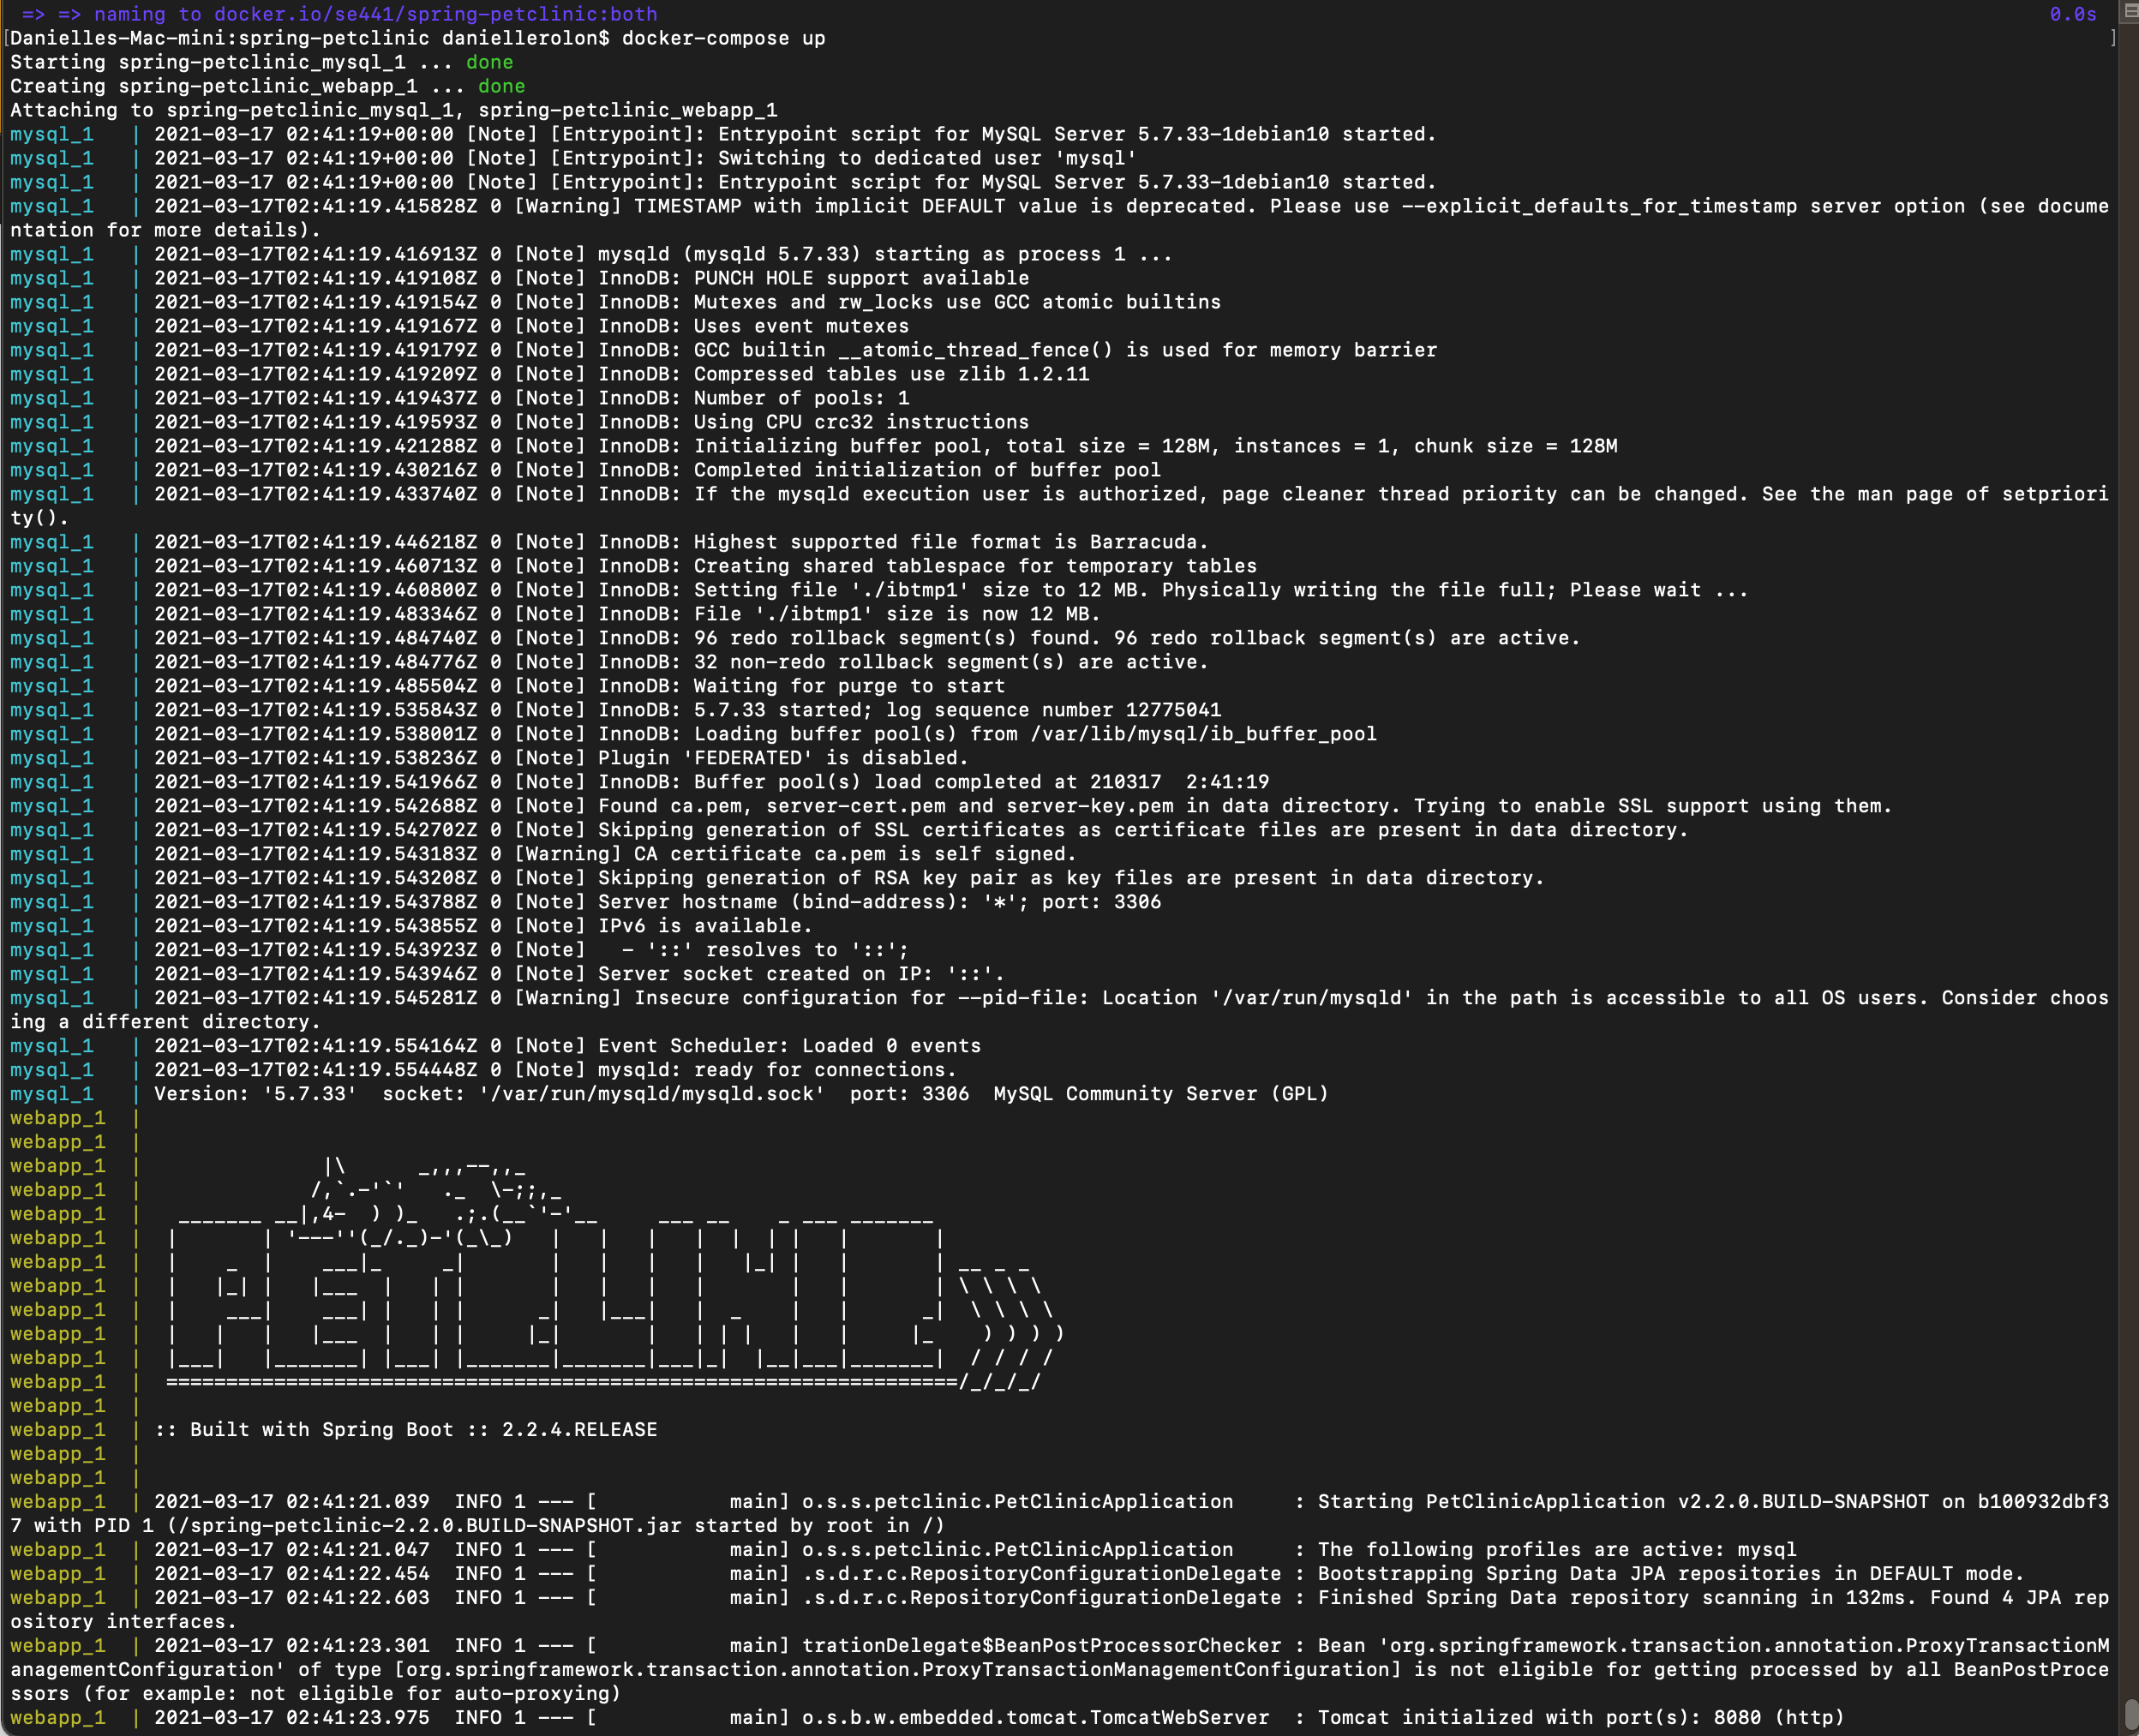 => => naming to docker.io/se441/spring-petclinic:both 0.0s
[Danielles-Mac-mini:spring-petclinic daniellerolon$ docker-compose up ]
Starting spring-petclinic_mysql_1 ... done
Creating spring-petclinic_webapp_1 ... done
Attaching to spring-petclinic_mysql_1, spring-petclinic_webapp_1
mysql_1   | 2021-03-17 02:41:19+00:00 [Note] [Entrypoint]: Entrypoint script for MySQL Server 5.7.33-1debian10 started.
mysql_1   | 2021-03-17 02:41:19+00:00 [Note] [Entrypoint]: Switching to dedicated user 'mysql'
mysql_1   | 2021-03-17 02:41:19+00:00 [Note] [Entrypoint]: Entrypoint script for MySQL Server 5.7.33-1debian10 started.
mysql_1   | 2021-03-17T02:41:19.415828Z 0 [Warning] TIMESTAMP with implicit DEFAULT value is deprecated. Please use --explicit_defaults_for_timestamp server option (see docume
ntation for more details).
mysql_1   | 2021-03-17T02:41:19.416913Z 0 [Note] mysqld (mysqld 5.7.33) starting as process 1 ...
mysql_1   | 2021-03-17T02:41:19.419108Z 0 [Note] InnoDB: PUNCH HOLE support available
mysql_1   | 2021-03-17T02:41:19.419154Z 0 [Note] InnoDB: Mutexes and rw_locks use GCC atomic builtins
mysql_1   | 2021-03-17T02:41:19.419167Z 0 [Note] InnoDB: Uses event mutexes
mysql_1   | 2021-03-17T02:41:19.419179Z 0 [Note] InnoDB: GCC builtin __atomic_thread_fence() is used for memory barrier
mysql_1   | 2021-03-17T02:41:19.419209Z 0 [Note] InnoDB: Compressed tables use zlib 1.2.11
mysql_1   | 2021-03-17T02:41:19.419437Z 0 [Note] InnoDB: Number of pools: 1
mysql_1   | 2021-03-17T02:41:19.419593Z 0 [Note] InnoDB: Using CPU crc32 instructions
mysql_1   | 2021-03-17T02:41:19.421288Z 0 [Note] InnoDB: Initializing buffer pool, total size = 128M, instances = 1, chunk size = 128M
mysql_1   | 2021-03-17T02:41:19.430216Z 0 [Note] InnoDB: Completed initialization of buffer pool
mysql_1   | 2021-03-17T02:41:19.433740Z 0 [Note] InnoDB: If the mysqld execution user is authorized, page cleaner thread priority can be changed. See the man page of setpriori
ty().
mysql_1   | 2021-03-17T02:41:19.446218Z 0 [Note] InnoDB: Highest supported file format is Barracuda.
mysql_1   | 2021-03-17T02:41:19.460713Z 0 [Note] InnoDB: Creating shared tablespace for temporary tables
mysql_1   | 2021-03-17T02:41:19.460800Z 0 [Note] InnoDB: Setting file './ibtmp1' size to 12 MB. Physically writing the file full; Please wait ...
mysql_1   | 2021-03-17T02:41:19.483346Z 0 [Note] InnoDB: File './ibtmp1' size is now 12 MB.
mysql_1   | 2021-03-17T02:41:19.484740Z 0 [Note] InnoDB: 96 redo rollback segment(s) found. 96 redo rollback segment(s) are active.
mysql_1   | 2021-03-17T02:41:19.484776Z 0 [Note] InnoDB: 32 non-redo rollback segment(s) are active.
mysql_1   | 2021-03-17T02:41:19.485504Z 0 [Note] InnoDB: Waiting for purge to start
mysql_1   | 2021-03-17T02:41:19.535843Z 0 [Note] InnoDB: 5.7.33 started; log sequence number 12775041
mysql_1   | 2021-03-17T02:41:19.538001Z 0 [Note] InnoDB: Loading buffer pool(s) from /var/lib/mysql/ib_buffer_pool
mysql_1   | 2021-03-17T02:41:19.538236Z 0 [Note] Plugin 'FEDERATED' is disabled.
mysql_1   | 2021-03-17T02:41:19.541966Z 0 [Note] InnoDB: Buffer pool(s) load completed at 210317  2:41:19
mysql_1   | 2021-03-17T02:41:19.542688Z 0 [Note] Found ca.pem, server-cert.pem and server-key.pem in data directory. Trying to enable SSL support using them.
mysql_1   | 2021-03-17T02:41:19.542702Z 0 [Note] Skipping generation of SSL certificates as certificate files are present in data directory.
mysql_1   | 2021-03-17T02:41:19.543183Z 0 [Warning] CA certificate ca.pem is self signed.
mysql_1   | 2021-03-17T02:41:19.543208Z 0 [Note] Skipping generation of RSA key pair as key files are present in data directory.
mysql_1   | 2021-03-17T02:41:19.543788Z 0 [Note] Server hostname (bind-address): '*'; port: 3306
mysql_1   | 2021-03-17T02:41:19.543855Z 0 [Note] IPv6 is available.
mysql_1   | 2021-03-17T02:41:19.543923Z 0 [Note]   - '::' resolves to '::';
mysql_1   | 2021-03-17T02:41:19.543946Z 0 [Note] Server socket created on IP: '::'.
mysql_1   | 2021-03-17T02:41:19.545281Z 0 [Warning] Insecure configuration for --pid-file: Location '/var/run/mysqld' in the path is accessible to all OS users. Consider choos
ing a different directory.
mysql_1   | 2021-03-17T02:41:19.554164Z 0 [Note] Event Scheduler: Loaded 0 events
mysql_1   | 2021-03-17T02:41:19.554448Z 0 [Note] mysqld: ready for connections.
mysql_1   | Version: '5.7.33'  socket: '/var/run/mysqld/mysqld.sock'  port: 3306  MySQL Community Server (GPL)
webapp_1  |
webapp_1  |
webapp_1  |               |\      _,,,--,,_
webapp_1  |              /,`.-'`'   ._  \-;;,_
webapp_1  |   _______ __|,4-  ) )_   .;.(__`'-'__     ___ __    _ ___ _______
webapp_1  |  |       | '---''(_/._)-'(_\_)   |   |   |   |  |  | |   |       |
webapp_1  |  |    _  |    ___|_     _|       |   |   |   |   |_| |   |       | __ _ _
webapp_1  |  |   |_| |   |___  |   | |       |   |   |   |       |   |       | \ \ \ \
webapp_1  |  |    ___|    ___| |   | |      _|   |___|   |  _    |   |      _|  \ \ \ \
webapp_1  |  |   |   |   |___  |   | |     |_|       |   | | |   |   |     |_    ) ) ) )
webapp_1  |  |___|   |_______| |___| |_______|_______|___|_|  |__|___|_______|  / / / /
webapp_1  |  ==================================================================/_/_/_/
webapp_1  |
webapp_1  | :: Built with Spring Boot :: 2.2.4.RELEASE
webapp_1  |
webapp_1  |
webapp_1  | 2021-03-17 02:41:21.039  INFO 1 --- [           main] o.s.s.petclinic.PetClinicApplication     : Starting PetClinicApplication v2.2.0.BUILD-SNAPSHOT on b100932dbf3
7 with PID 1 (/spring-petclinic-2.2.0.BUILD-SNAPSHOT.jar started by root in /)
webapp_1  | 2021-03-17 02:41:21.047  INFO 1 --- [           main] o.s.s.petclinic.PetClinicApplication     : The following profiles are active: mysql
webapp_1  | 2021-03-17 02:41:22.454  INFO 1 --- [           main] .s.d.r.c.RepositoryConfigurationDelegate : Bootstrapping Spring Data JPA repositories in DEFAULT mode.
webapp_1  | 2021-03-17 02:41:22.603  INFO 1 --- [           main] .s.d.r.c.RepositoryConfigurationDelegate : Finished Spring Data repository scanning in 132ms. Found 4 JPA rep
ository interfaces.
webapp_1  | 2021-03-17 02:41:23.301  INFO 1 --- [           main] trationDelegate$BeanPostProcessorChecker : Bean 'org.springframework.transaction.annotation.ProxyTransactionM
anagementConfiguration' of type [org.springframework.transaction.annotation.ProxyTransactionManagementConfiguration] is not eligible for getting processed by all BeanPostProce
ssors (for example: not eligible for auto-proxying)
webapp_1  | 2021-03-17 02:41:23.975  INFO 1 --- [           main] o.s.b.w.embedded.tomcat.TomcatWebServer  : Tomcat initialized with port(s): 8080 (http)